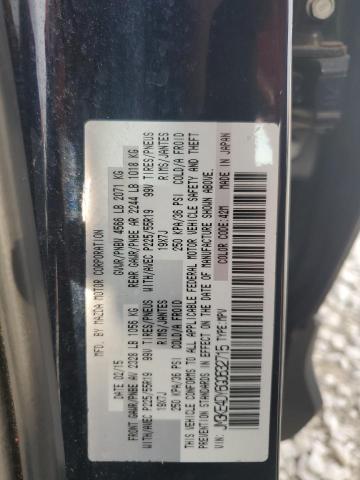 MFD. BY MAZDA MOTOR CORPORATION
DATE: 02/15 GVWR/PNBV 4566 LB 2071 KG
FRONT GAWR/PNBE AV 2328 LB 1056 KG REAR GAWR/PNBE AR 2244 LB 1018 KG
WITH/AVEC P225/55R19 99V TIRES/PNEUS WITH/AVEC P225/55R19 99V TIRES/PNEUS
19X7J RIMS/JANTES 19X7J RIMS/JANTES
250 KPA/36 PSI COLD/A FROID 250 KPA/36 PSI COLD/A FROID
THIS VEHICLE CONFORMS TO ALL APPLICABLE FEDERAL MOTOR VEHICLE SAFETY AND THEFT
PREVENTION STANDARDS IN EFFECT ON THE DATE OF MANUFACTURE SHOWN ABOVE.
VIN: TYPE:MPV COLOR CODE:42M MADE IN JAPAN